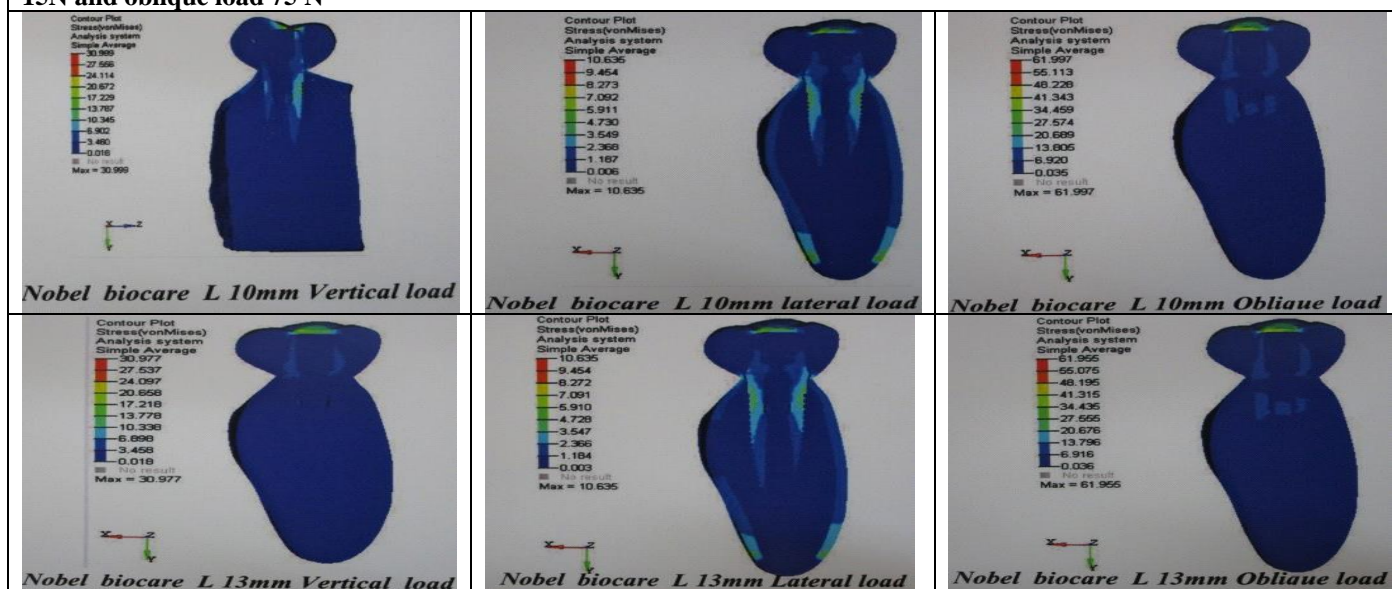 15N and oblique load 75 N
Contour Plot
Stress(vonMises)
Analysis system
Simple Average
30.989
27.556
24.114
20.672
17.229
13.787
10.345
6.902
3.460
0.018
No result
Max = 30.999
X Z
Y
Nobel biocare L 10mm Vertical load
Contour Plot
Stress(vonMises)
Analysis system
Simple Average
10.635
9.454
8.273
7.092
5.911
4.730
3.549
2.368
1.187
0.006
No result
Max = 10.635
X Z
Y
Nobel biocare L 10mm lateral load
Contour Plot
Stress(vonMises)
Analysis system
Simple Average
61.997
55.113
48.228
41.343
34.459
27.574
20.689
13.805
6.920
0.035
No result
Max = 61.997
X Z
Y
Nobel biocare L 10mm Obliaue load
Contour Plot
Stress(vonMises)
Analysis system
Simple Average
30.977
27.537
24.097
20.658
17.218
13.778
10.338
6.898
3.458
0.018
No result
Max = 30.977
X Z
Y
Nobel biocare L 13mm Vertical load
Contour Plot
Stress(vonMises)
Analysis system
Simple Average
10.635
9.454
8.272
7.091
5.910
4.728
3.547
2.366
1.184
0.003
No result
Max = 10.635
X Z
Y
Nobel biocare L 13mm Lateral load
Contour Plot
Stress(vonMises)
Analysis system
Simple Average
61.955
55.075
48.195
41.315
34.435
27.555
20.676
13.796
6.916
0.036
No result
Max = 61.955
X Z
Y
Nobel biocare L 13mm Obliaue load